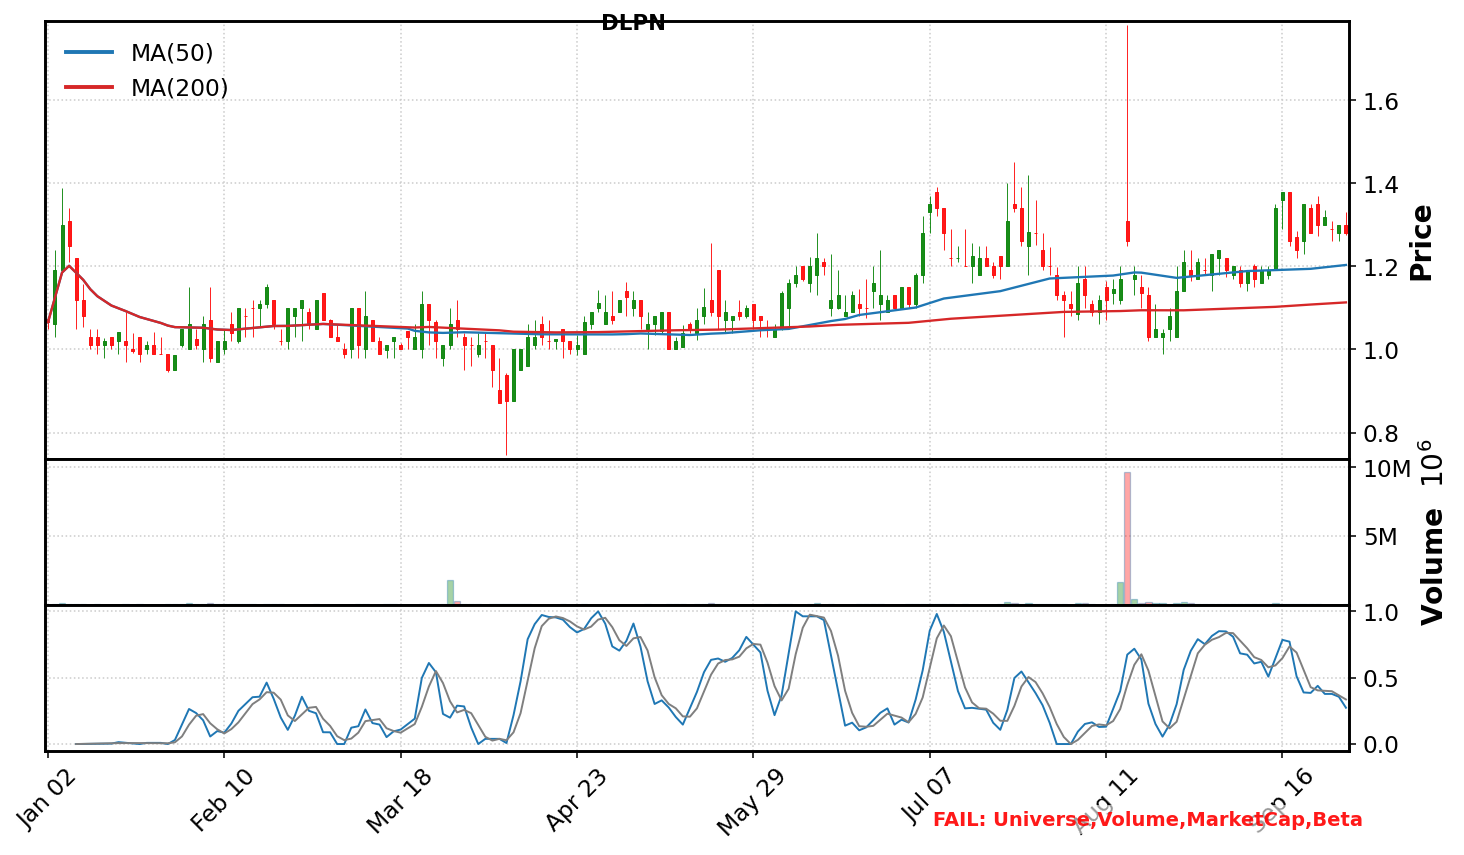 DLPN
MA(50)
MA(200)
1.6
1.4
1.2
1.0
0.8
Price
10M
5M
Volume 10^6
1.0
0.5
0.0
Jan 02
Feb 10
Mar 18
Apr 23
May 29
Jul 07
Aug 11
Sep 16
FAIL: Universe,Volume,MarketCap,Beta